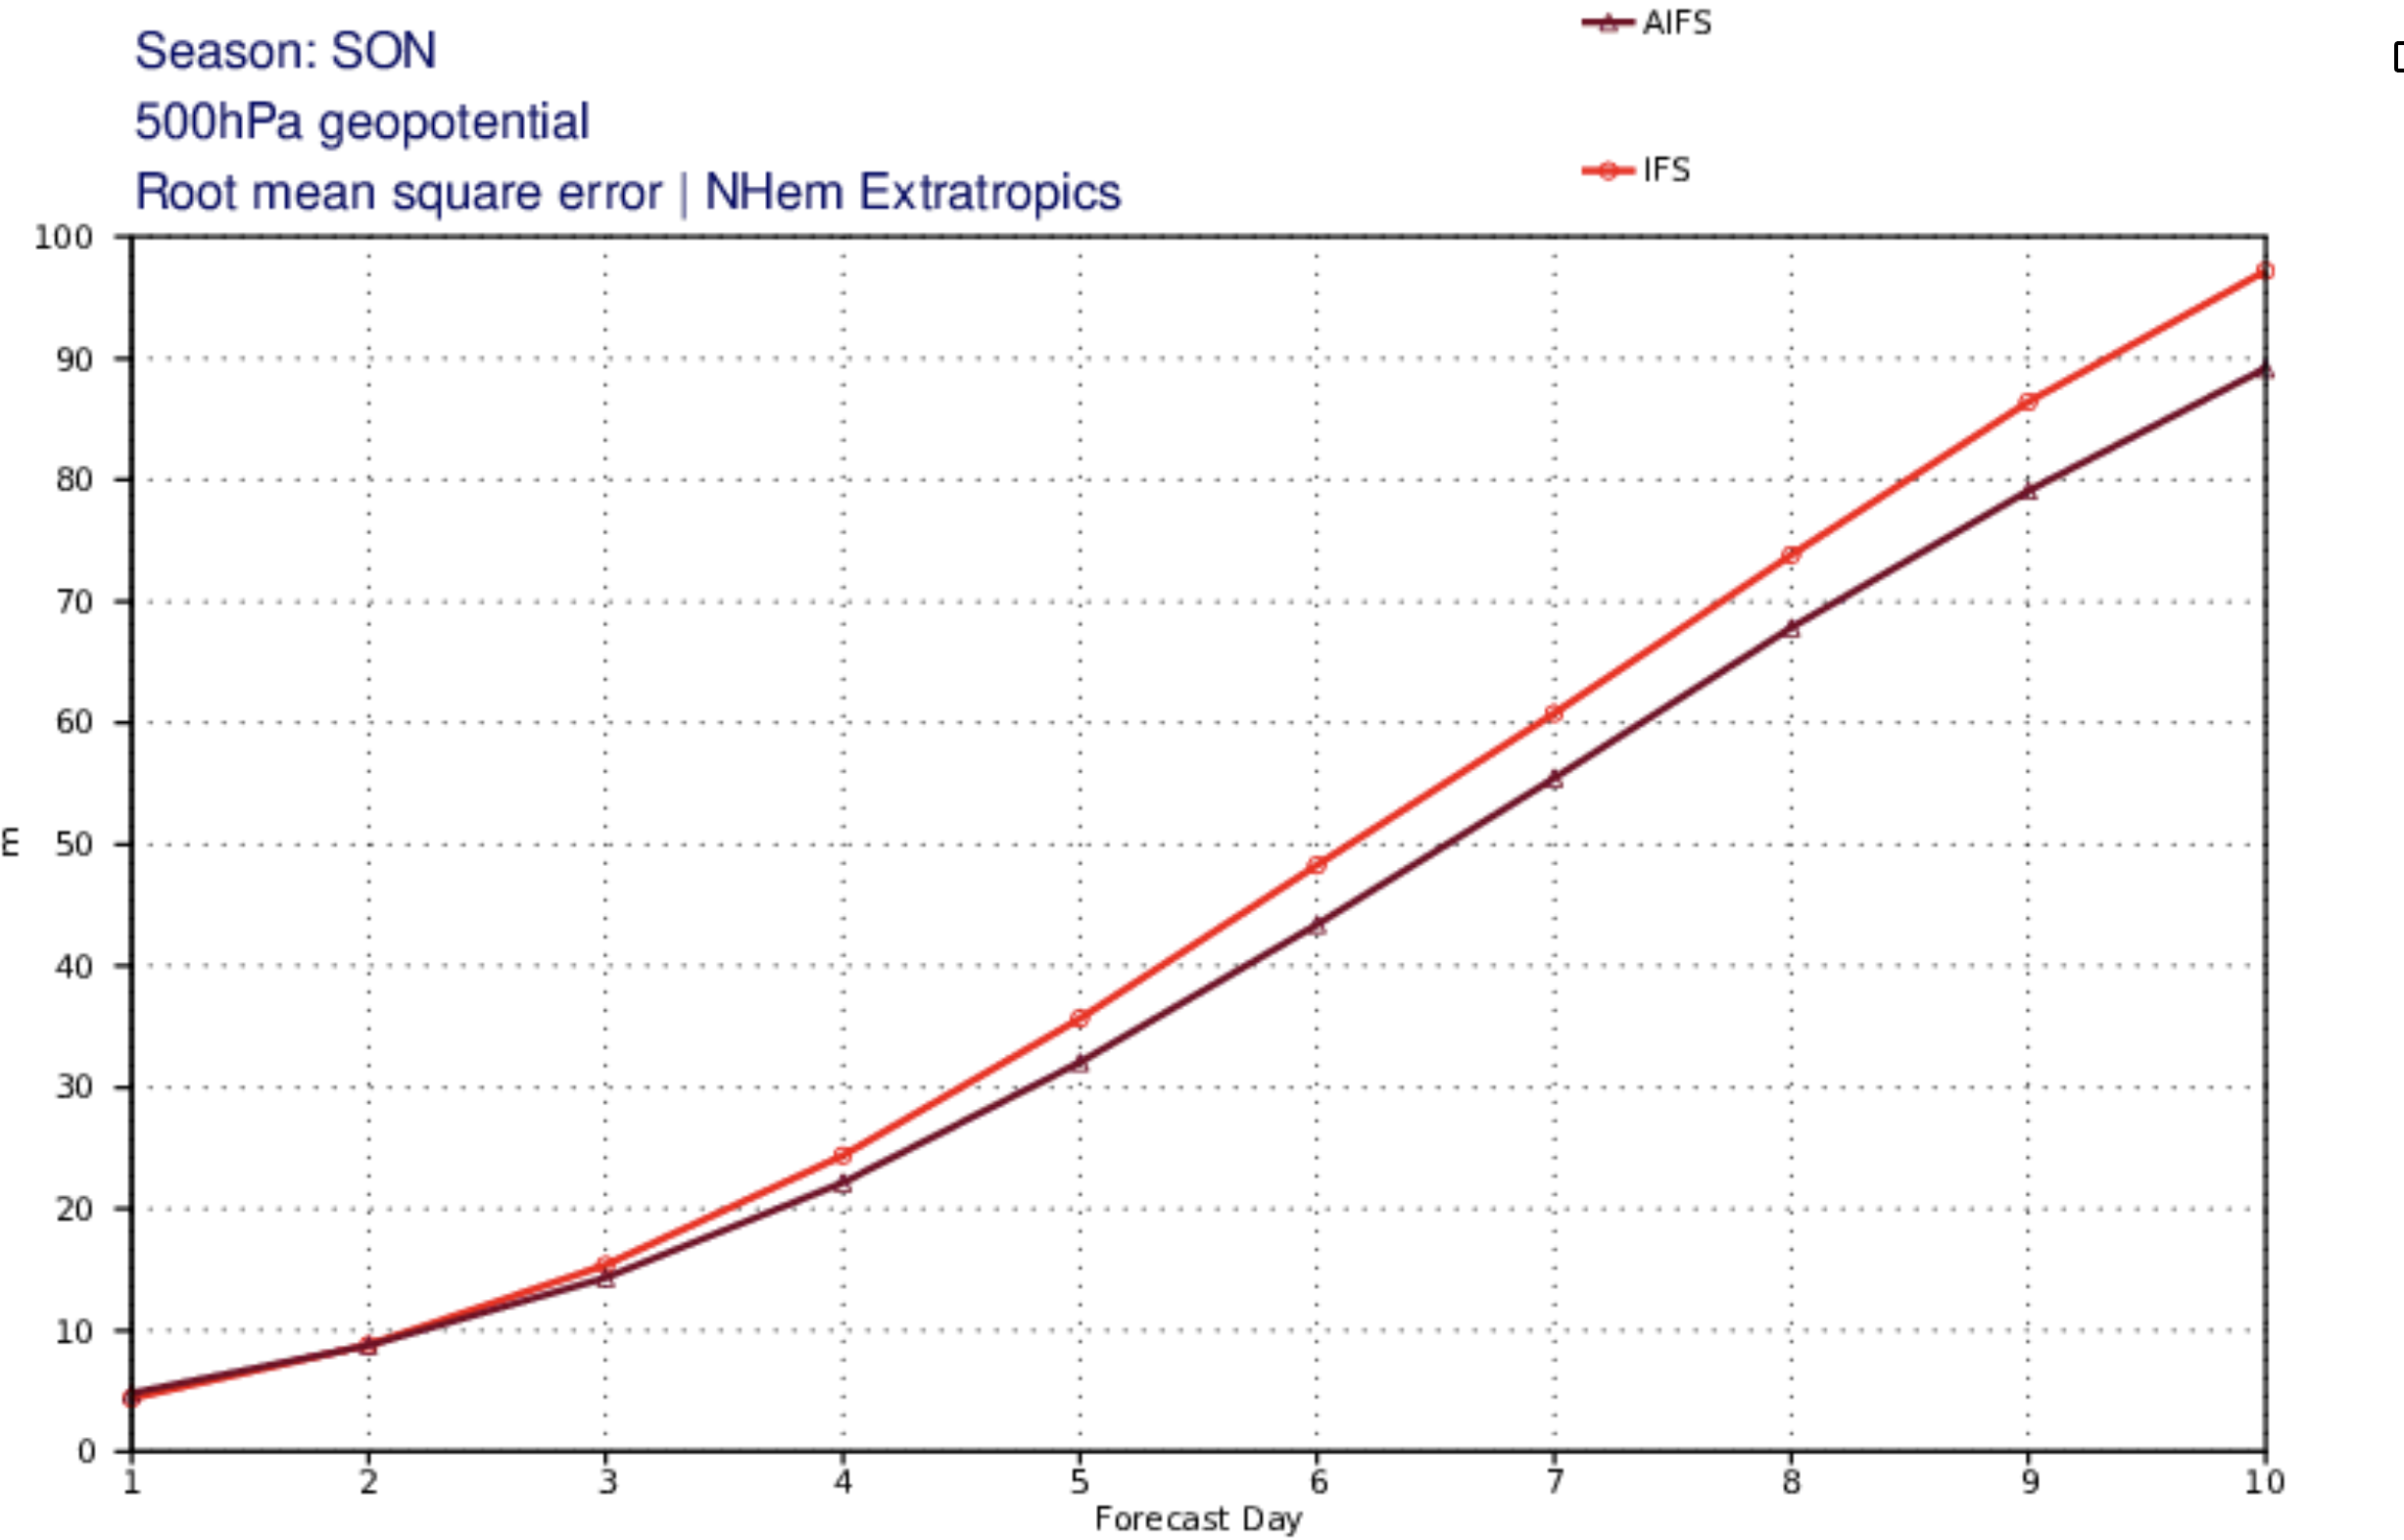 Season: SON
500hPa geopotential
Root mean square error | NHem Extratropics
AIFS
IFS
100
90
80
70
60
50
40
30
20
10
0
m
1 2 3 4 5 6 7 8 9 10
Forecast Day